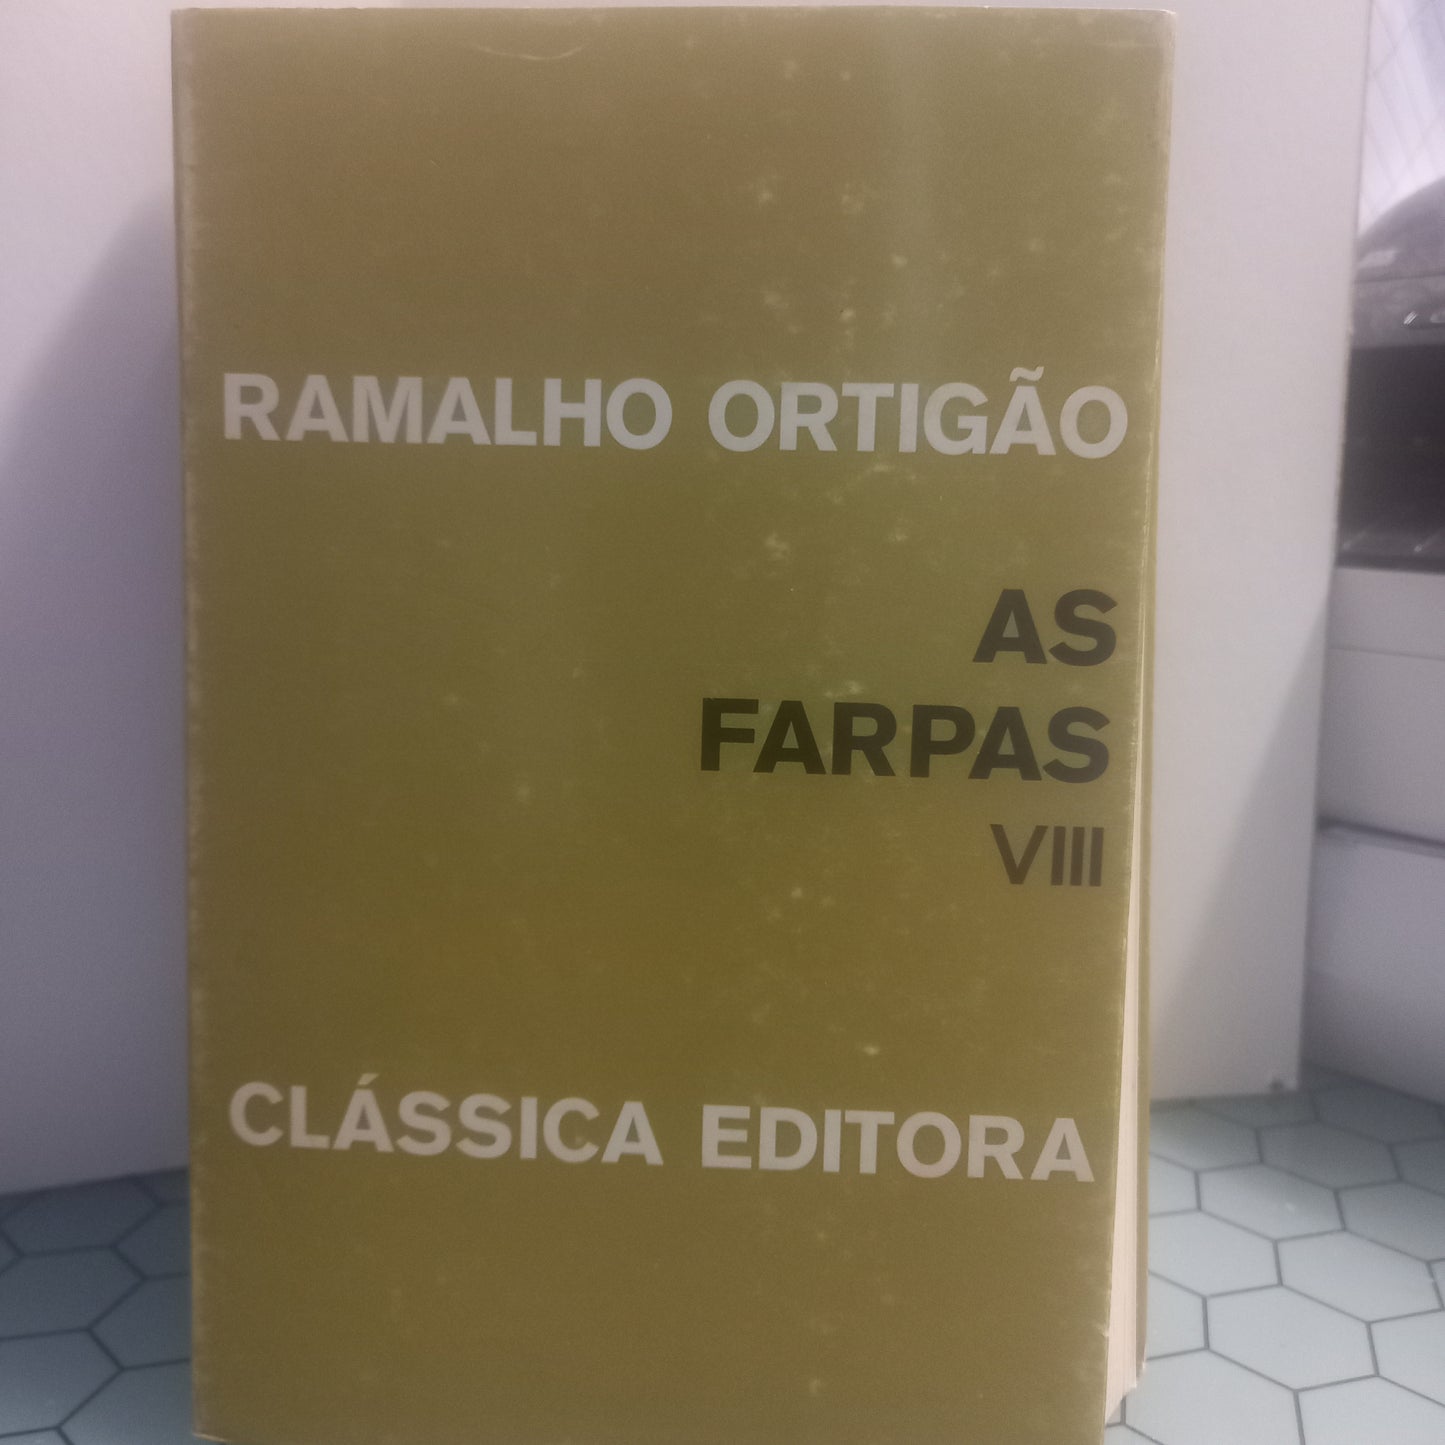 RAMALHO ORTIGÃO
AS
FARPAS
VIII
CLÁSSICA EDITORA